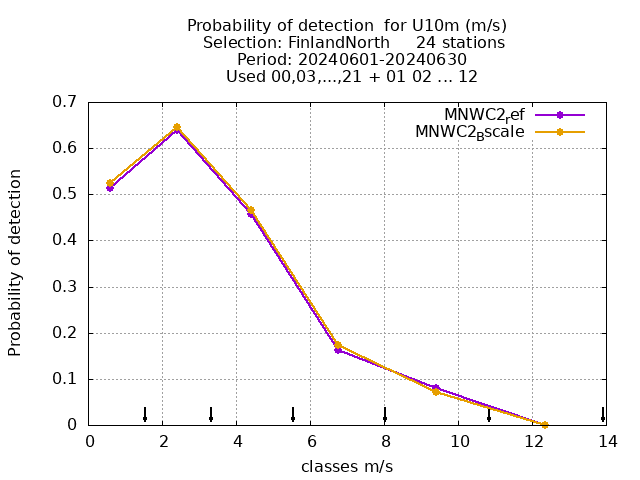 Probability of detection  for U10m (m/s)
Selection: FinlandNorth     24 stations
Period: 20240601-20240630
Used 00,03,...,21 + 01 02 ... 12
MNWC2_ref
MNWC2_Bscale
0.7
0.6
0.5
0.4
0.3
0.2
0.1
0
Probability of detection
0 2 4 6 8 10 12 14
classes m/s